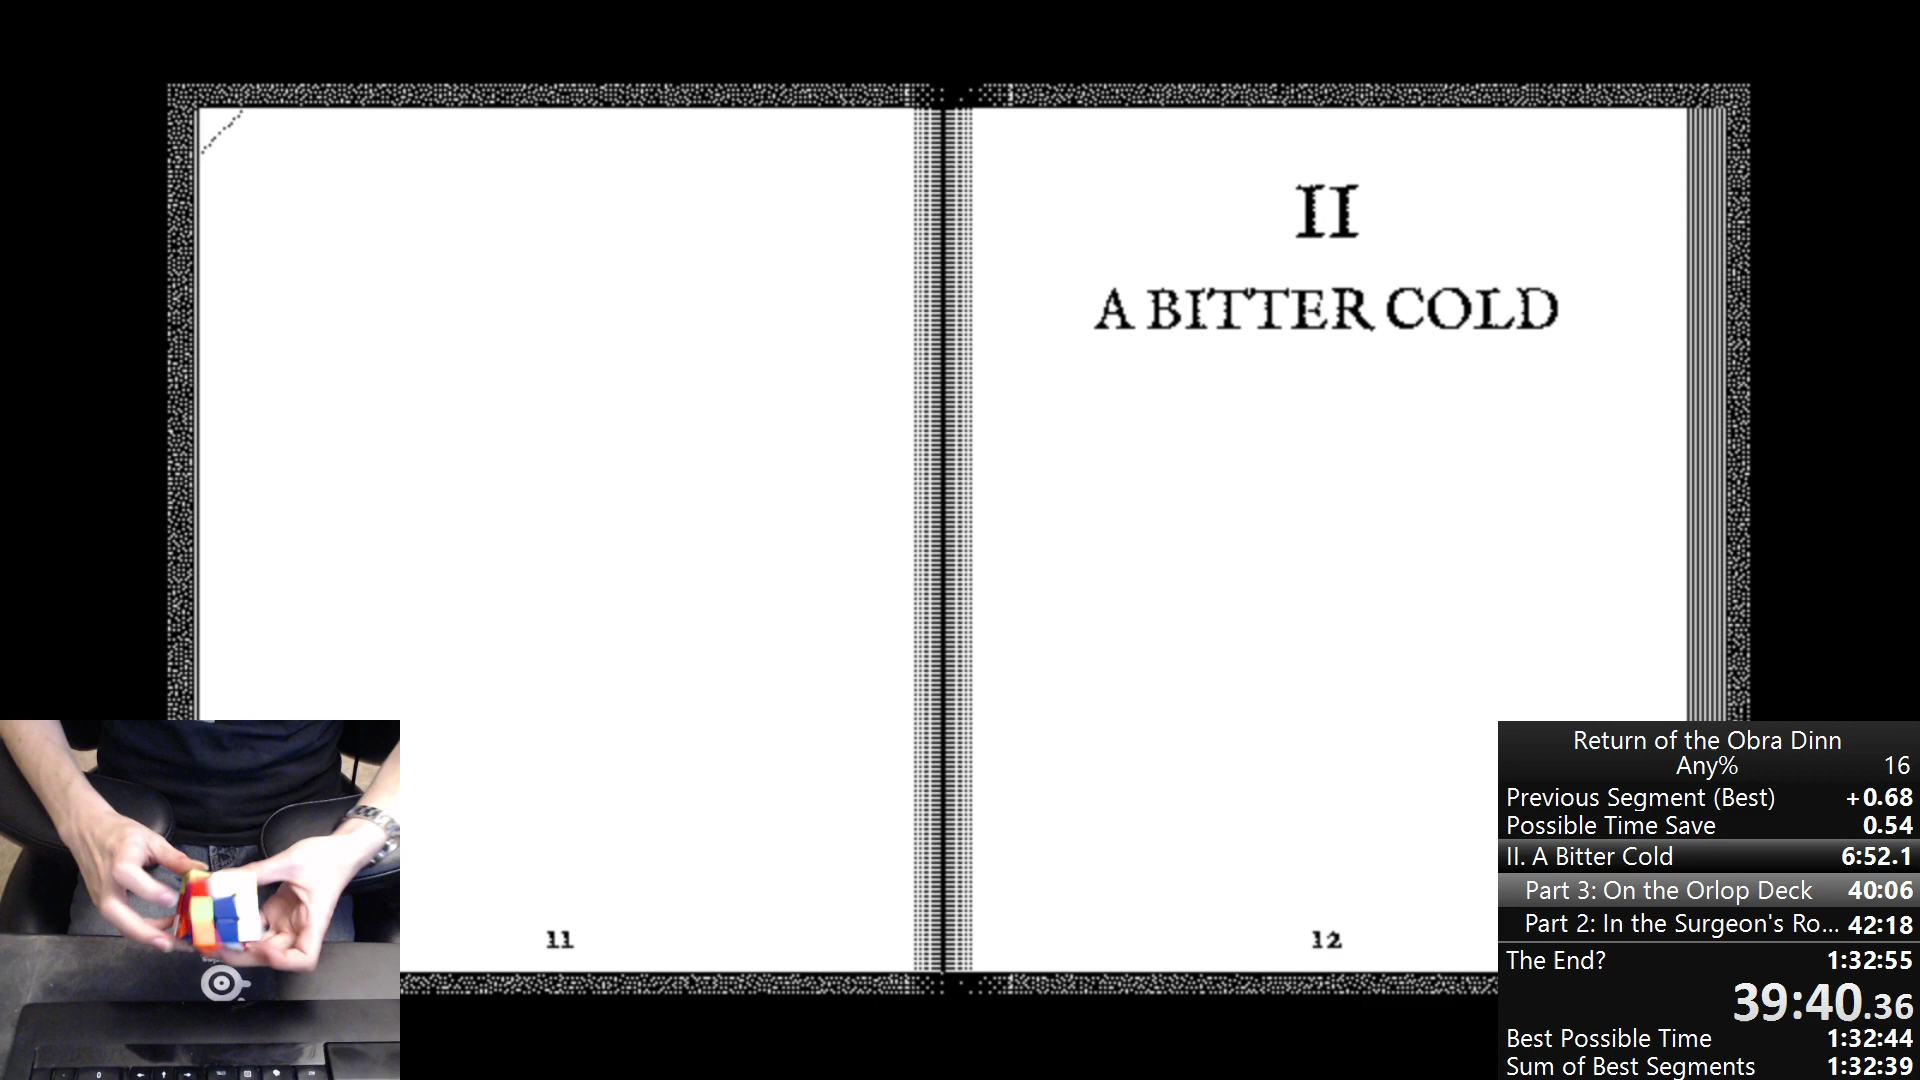 II
A BITTER COLD
11
12
Return of the Obra Dinn
Any% 16
Previous Segment (Best) +0.68
Possible Time Save 0.54
II. A Bitter Cold 6:52.1
Part 3: On the Orlop Deck 40:06
Part 2: In the Surgeon's Ro... 42:18
The End? 1:32:55
39:40.36
Best Possible Time 1:32:44
Sum of Best Segments 1:32:39